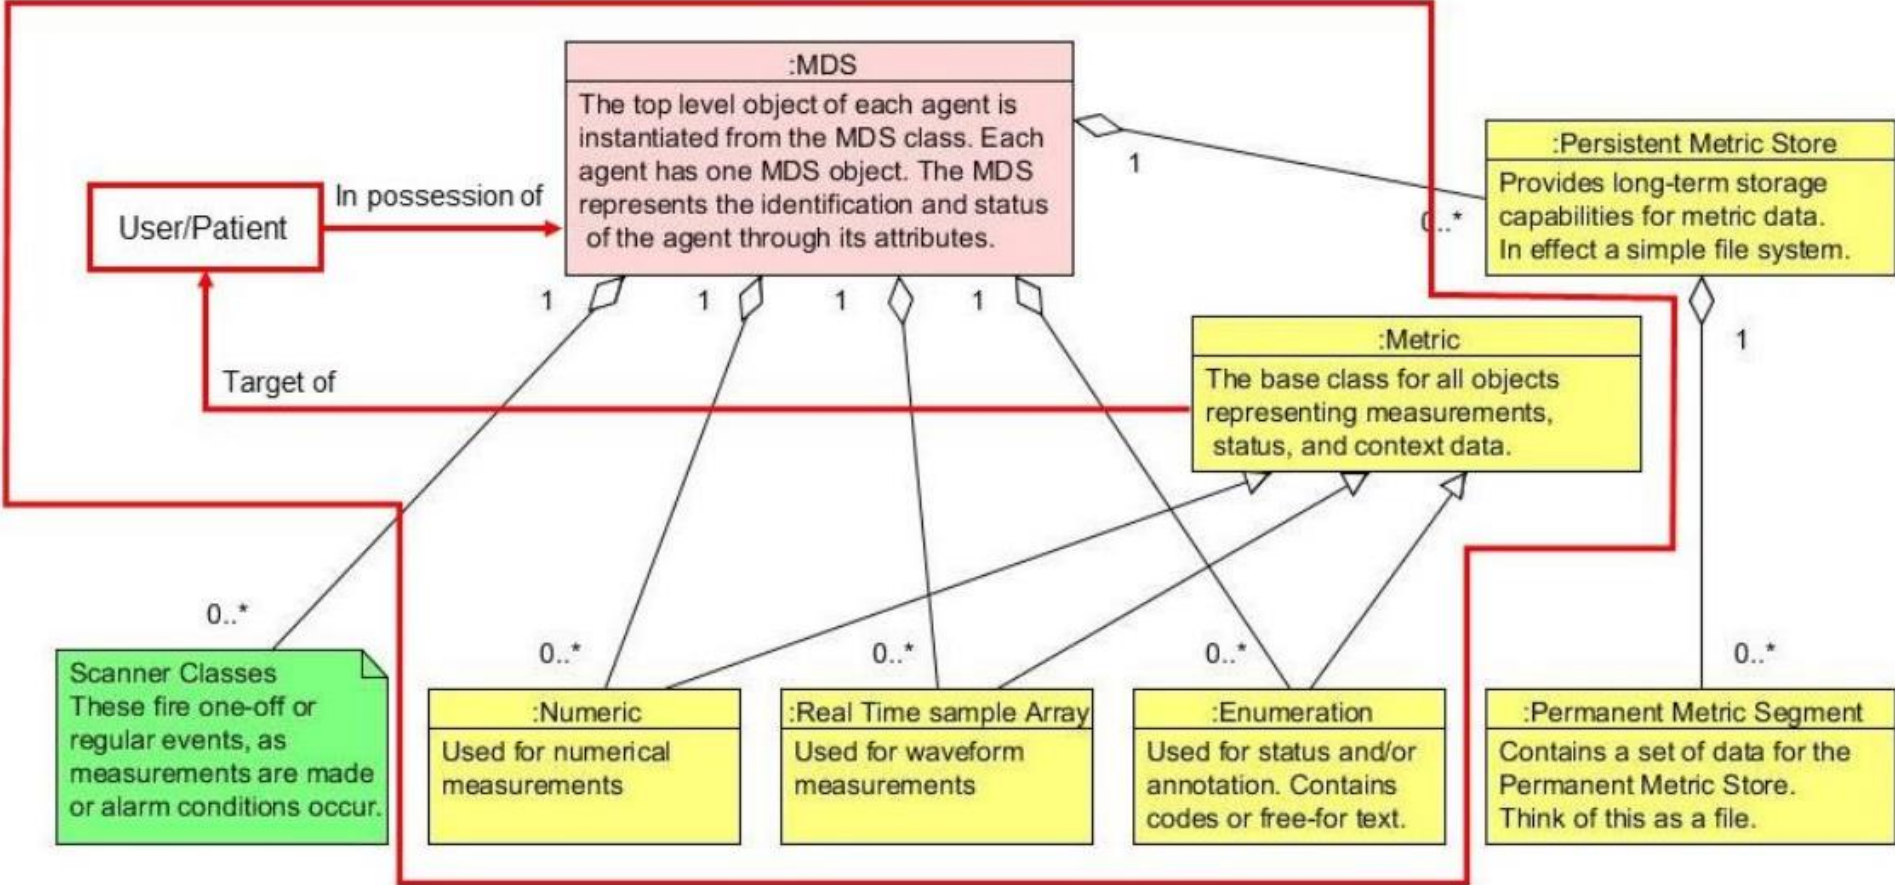 :MDS
The top level object of each agent is
instantiated from the MDS class. Each
agent has one MDS object. The MDS
represents the identification and status
of the agent through its attributes.
1
:Persistent Metric Store
Provides long-term storage
capabilities for metric data.
In effect a simple file system.
0..*
User/Patient
In possession of
1
1
1
1
1
:Metric
The base class for all objects
representing measurements,
status, and context data.
Target of
0..*
0..*
0..*
0..*
0..*
Scanner Classes
These fire one-off or
regular events, as
measurements are made
or alarm conditions occur.
:Numeric
Used for numerical
measurements
:Real Time sample Array
Used for waveform
measurements
:Enumeration
Used for status and/or
annotation. Contains
codes or free-for text.
:Permanent Metric Segment
Contains a set of data for the
Permanent Metric Store.
Think of this as a file.